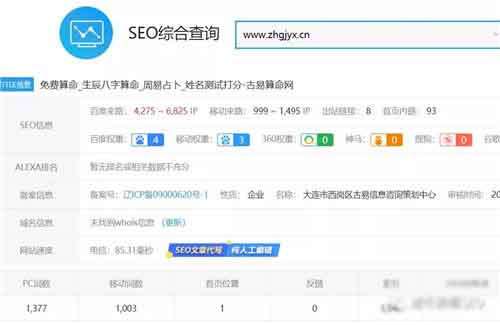 SEO综合查询 www.zhgjyx.cn
TITLE信息 免费算命_生辰八字算命_周易占卜_姓名测试打分-古易算命网
SEO信息
百度来路：4,275 ~ 6,825 IP 移动来路：999 ~ 1,495 IP 出站链接：8 首页内链：93
百度权重：4 移动权重：3 360权重：0 神马：0 搜狗：0 谷歌
ALEXA排名 暂无排名或相关数据不充分
备案信息 备案号：辽ICP备09000620号-1 性质：企业 名称：大连市西岗区古易信息咨询策划中心 审核时间：20
域名信息 未找到whois信息 （更新）
网站速度 电信：85.31毫秒 SEO文章代写
PC词数 移动词数 首页位置 反链
1,377 1,003 1 0